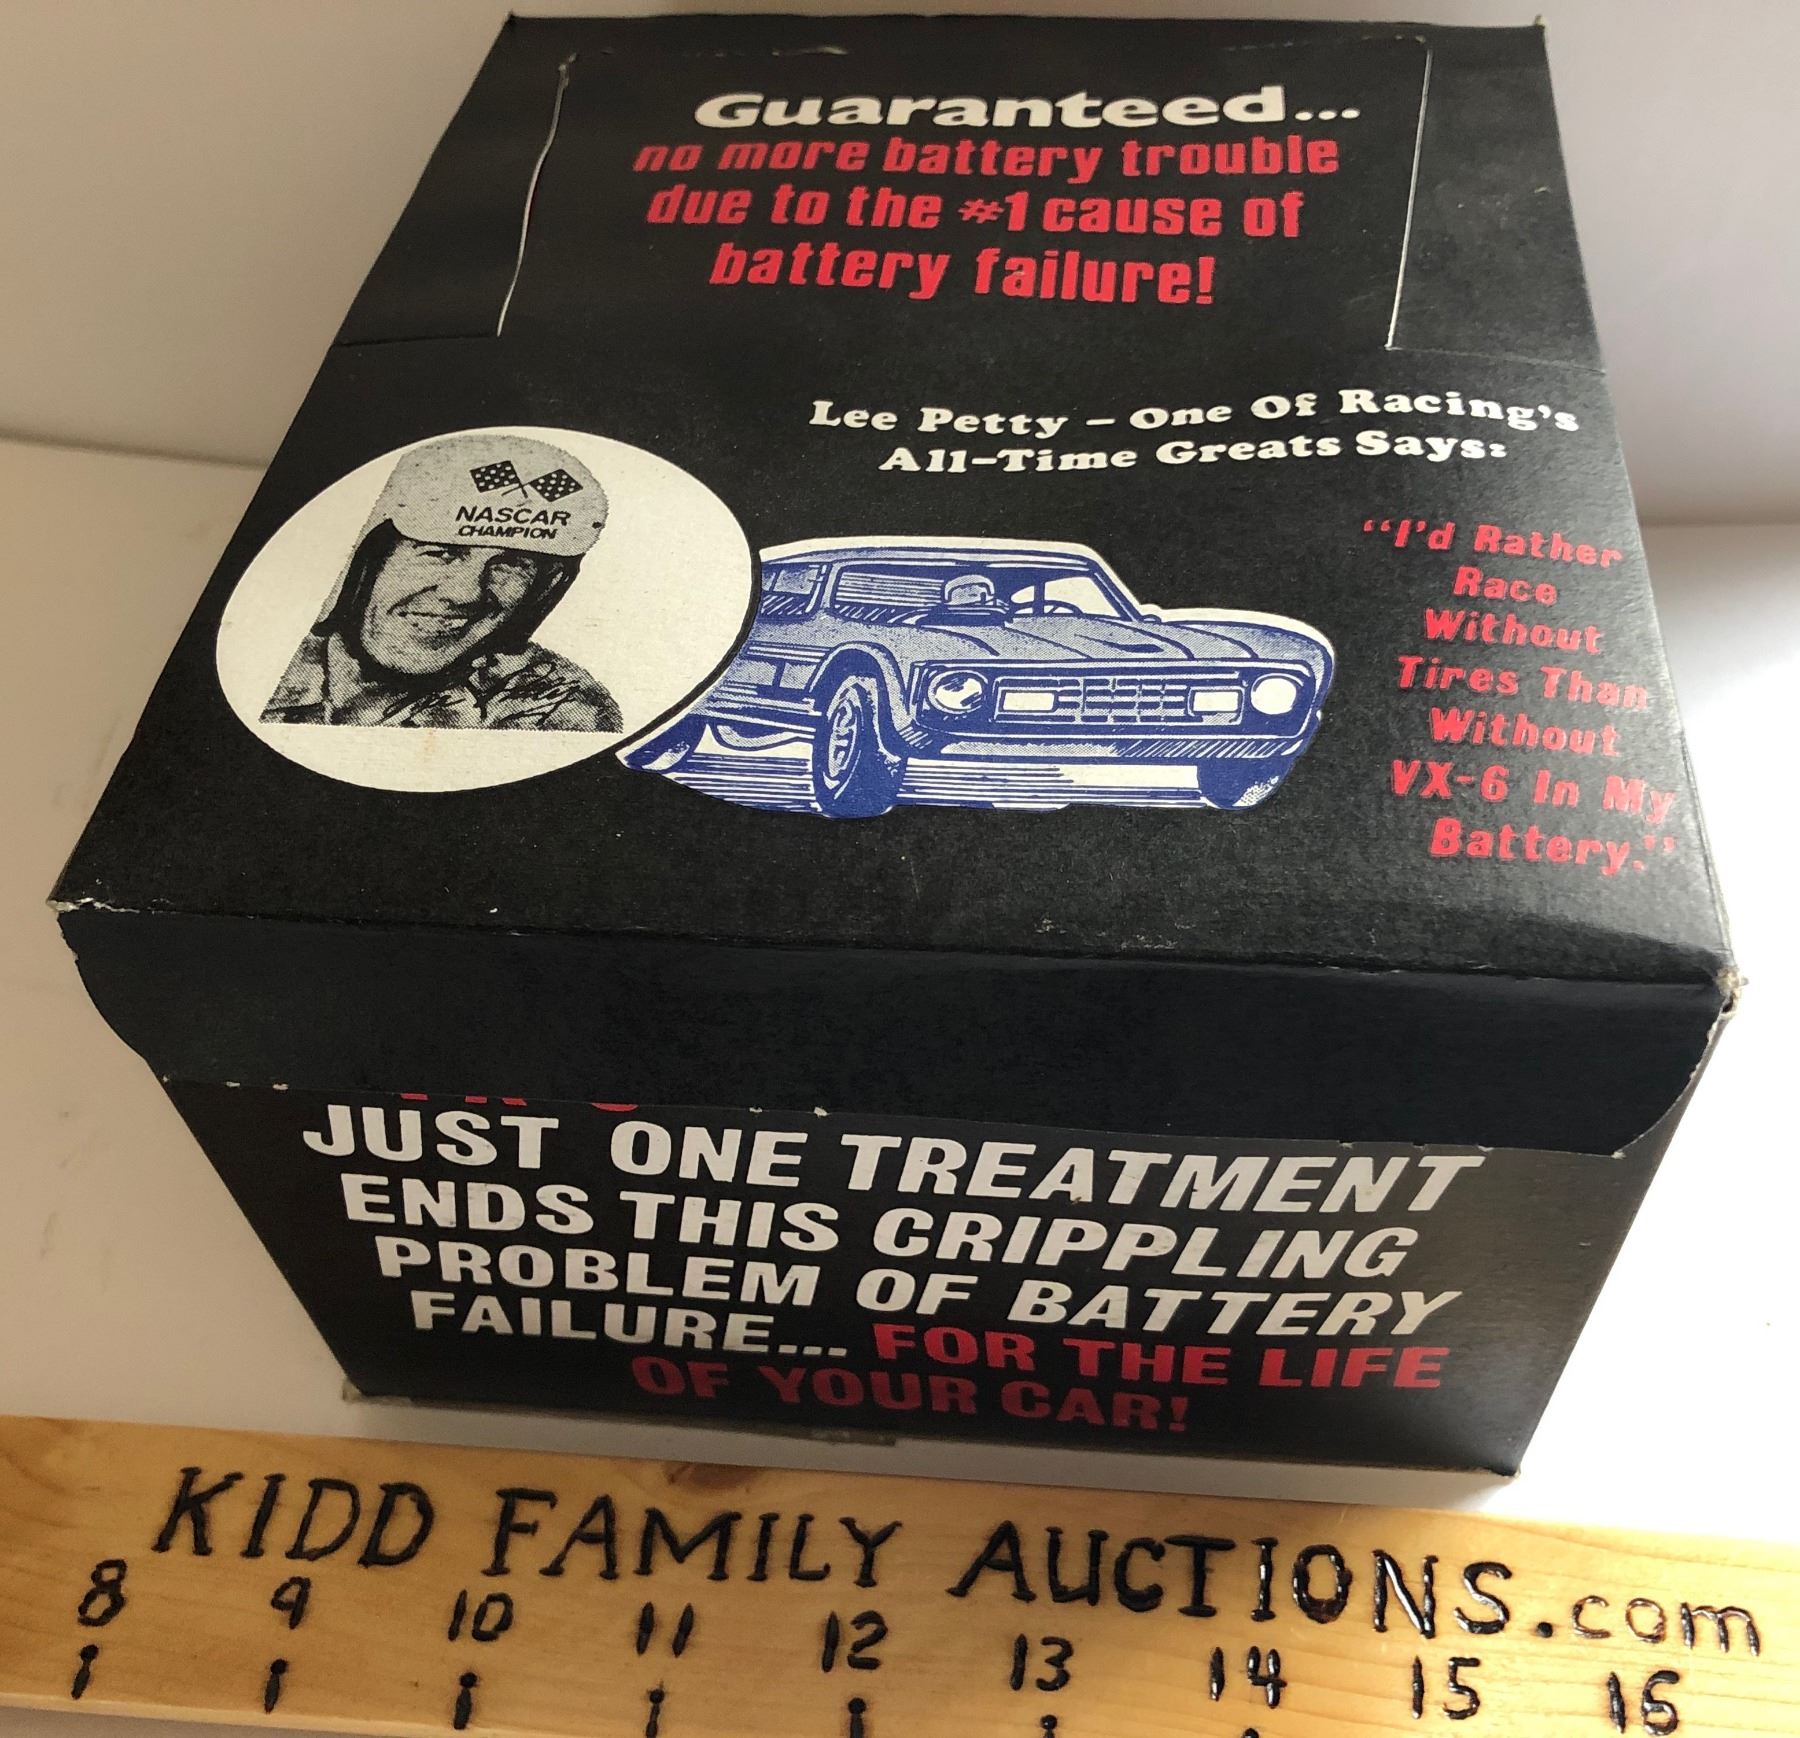 Guaranteed...
no more battery trouble
due to the #1 cause of
battery failure!
Lee Petty – One Of Racing's
All-Time Greats Says:
NASCAR
CHAMPION
"I'd Rather
Race
Without
Tires Than
Without
VX-6 In My
Battery."
JUST ONE TREATMENT
ENDS THIS CRIPPLING
PROBLEM OF BATTERY
FAILURE... FOR THE LIFE
OF YOUR CAR!
KIDD FAMILY AUCTIONS.com
8 9 10 11 12 13 14 15 16